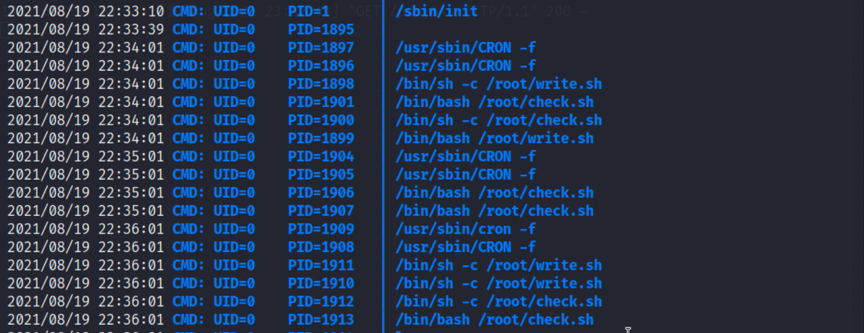 2021/08/19 22:33:10 CMD: UID=0 PID=1 /sbin/init
2021/08/19 22:33:39 CMD: UID=0 PID=1895
2021/08/19 22:34:01 CMD: UID=0 PID=1897 /usr/sbin/CRON -f
2021/08/19 22:34:01 CMD: UID=0 PID=1896 /usr/sbin/CRON -f
2021/08/19 22:34:01 CMD: UID=0 PID=1898 /bin/sh -c /root/write.sh
2021/08/19 22:34:01 CMD: UID=0 PID=1901 /bin/bash /root/check.sh
2021/08/19 22:34:01 CMD: UID=0 PID=1900 /bin/sh -c /root/check.sh
2021/08/19 22:34:01 CMD: UID=0 PID=1899 /bin/bash /root/write.sh
2021/08/19 22:35:01 CMD: UID=0 PID=1904 /usr/sbin/CRON -f
2021/08/19 22:35:01 CMD: UID=0 PID=1905 /usr/sbin/CRON -f
2021/08/19 22:35:01 CMD: UID=0 PID=1906 /bin/bash /root/check.sh
2021/08/19 22:35:01 CMD: UID=0 PID=1907 /bin/bash /root/check.sh
2021/08/19 22:36:01 CMD: UID=0 PID=1909 /usr/sbin/cron -f
2021/08/19 22:36:01 CMD: UID=0 PID=1908 /usr/sbin/CRON -f
2021/08/19 22:36:01 CMD: UID=0 PID=1911 /bin/sh -c /root/write.sh
2021/08/19 22:36:01 CMD: UID=0 PID=1910 /bin/sh -c /root/write.sh
2021/08/19 22:36:01 CMD: UID=0 PID=1912 /bin/sh -c /root/check.sh
2021/08/19 22:36:01 CMD: UID=0 PID=1913 /bin/bash /root/check.sh